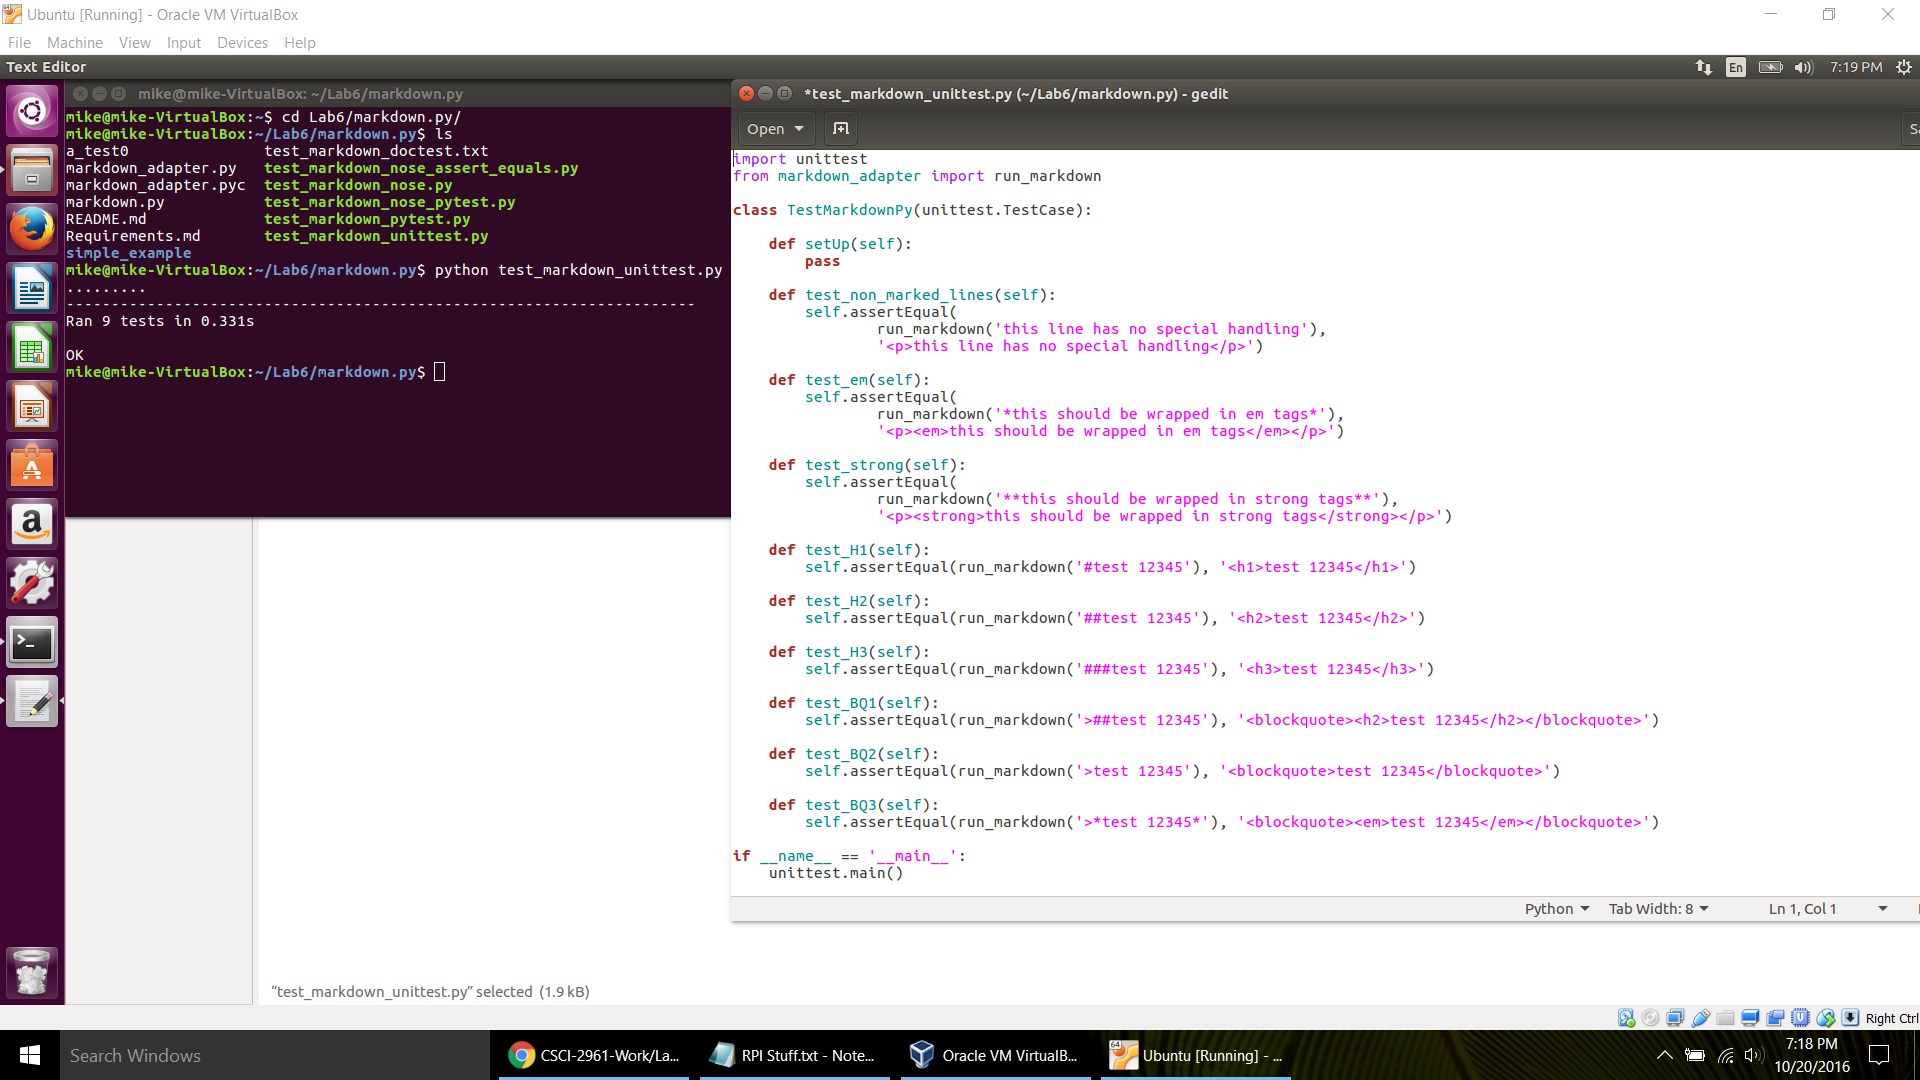 Ubuntu [Running] - Oracle VM VirtualBox
File Machine View Input Devices Help
Text Editor
En
7:19 PM
mike@mike-VirtualBox: ~/Lab6/markdown.py
mike@mike-VirtualBox:~$ cd Lab6/markdown.py/
mike@mike-VirtualBox:~/Lab6/markdown.py$ ls
a_test0 test_markdown_doctest.txt
markdown_adapter.py test_markdown_nose_assert_equals.py
markdown_adapter.pyc test_markdown_nose.py
markdown.py test_markdown_nose_pytest.py
README.md test_markdown_pytest.py
Requirements.md test_markdown_unittest.py
simple_example
mike@mike-VirtualBox:~/Lab6/markdown.py$ python test_markdown_unittest.py
.........
----------------------------------------------------------------------
Ran 9 tests in 0.331s
OK
mike@mike-VirtualBox:~/Lab6/markdown.py$
*test_markdown_unittest.py (~/Lab6/markdown.py) - gedit
Open
import unittest
from markdown_adapter import run_markdown
class TestMarkdownPy(unittest.TestCase):
    def setUp(self):
        pass
    def test_non_marked_lines(self):
        self.assertEqual(
                run_markdown('this line has no special handling'),
                '<p>this line has no special handling</p>')
    def test_em(self):
        self.assertEqual(
                run_markdown('*this should be wrapped in em tags*'),
                '<p><em>this should be wrapped in em tags</em></p>')
    def test_strong(self):
        self.assertEqual(
                run_markdown('**this should be wrapped in strong tags**'),
                '<p><strong>this should be wrapped in strong tags</strong></p>')
    def test_H1(self):
        self.assertEqual(run_markdown('#test 12345'), '<h1>test 12345</h1>')
    def test_H2(self):
        self.assertEqual(run_markdown('##test 12345'), '<h2>test 12345</h2>')
    def test_H3(self):
        self.assertEqual(run_markdown('###test 12345'), '<h3>test 12345</h3>')
    def test_BQ1(self):
        self.assertEqual(run_markdown('>##test 12345'), '<blockquote><h2>test 12345</h2></blockquote>')
    def test_BQ2(self):
        self.assertEqual(run_markdown('>test 12345'), '<blockquote>test 12345</blockquote>')
    def test_BQ3(self):
        self.assertEqual(run_markdown('>*test 12345*'), '<blockquote><em>test 12345</em></blockquote>')
if __name__ == '__main__':
    unittest.main()
Python Tab Width: 8 Ln 1, Col 1
“test_markdown_unittest.py” selected (1.9 kB)
Right Ctrl
Search Windows
CSCI-2961-Work/La...
RPI Stuff.txt - Note...
Oracle VM VirtualB...
64
Ubuntu [Running] - ...
7:18 PM
10/20/2016